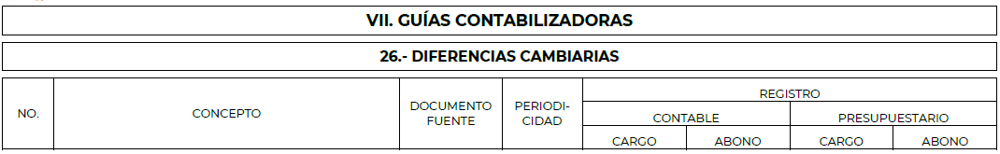 VII. GUÍAS CONTABILIZADORAS
26.- DIFERENCIAS CAMBIARIAS
NO.
CONCEPTO
DOCUMENTO
FUENTE
PERIODI-
CIDAD
REGISTRO
CONTABLE
PRESUPUESTARIO
CARGO
ABONO
CARGO
ABONO